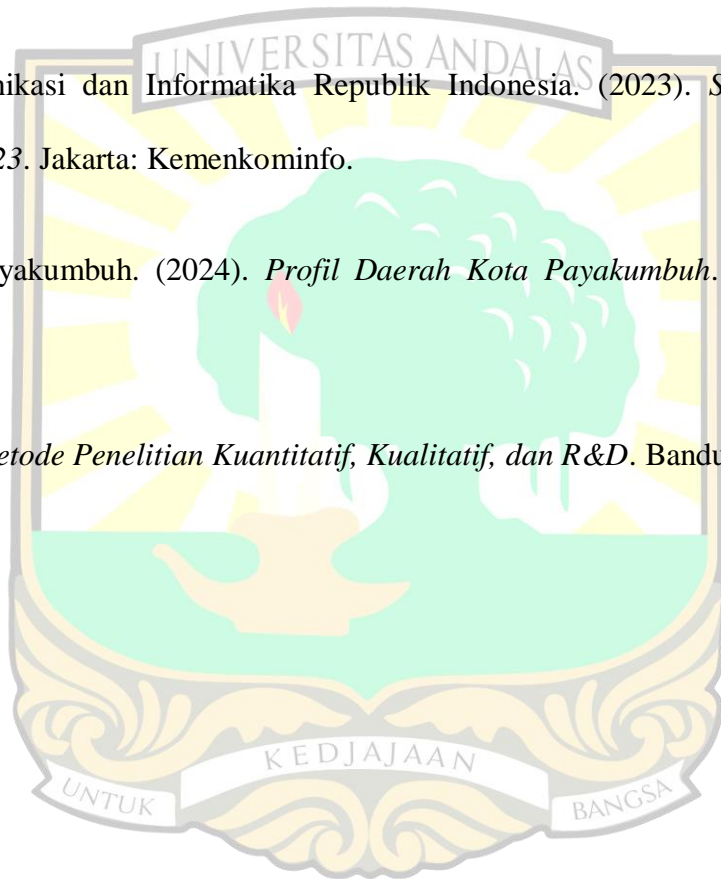 UNIVERSITAS ANDALAS
nikasi dan Informatika Republik Indonesia. (2023). S
23. Jakarta: Kemenkominfo.
yakumbuh. (2024). Profil Daerah Kota Payakumbuh.
etode Penelitian Kuantitatif, Kualitatif, dan R&D. Bandu
KEDJAJAAN
UNTUK BANGSA